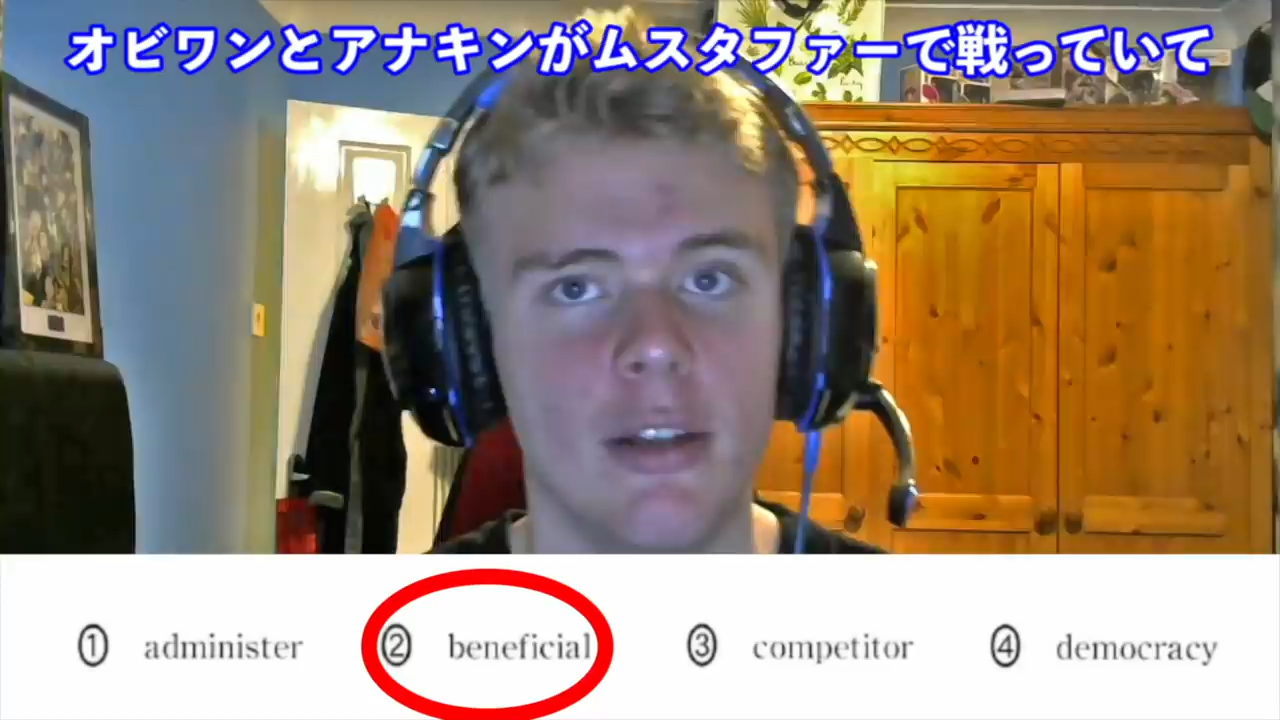 オビワンとアナキンがムスタファーで戦っていて
① administer ② beneficial ③ competitor ④ democracy